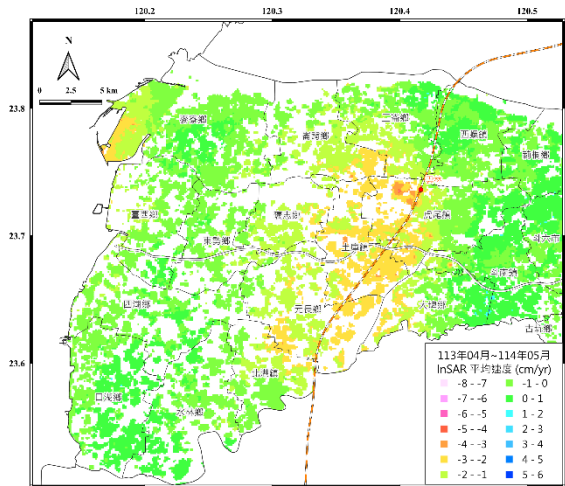 120.2 120.3 120.4 120.5
N
0 2.5 5 km
23.8
23.7
23.6
麥寮鄉
崙背鄉
二崙鄉
西螺鎮
莿桐鄉
臺西鄉
東勢鄉
褒忠鄉
土庫鎮
虎尾鎮
斗六市
斗南鎮
四湖鄉
元長鄉
大埤鄉
古坑鄉
北港鎮
口湖鄉
水林鄉
113年04月~114年05月
InSAR 平均速度 (cm/yr)
-8 - -7 -1 - 0
-7 - -6 0 - 1
-6 - -5 1 - 2
-5 - -4 2 - 3
-4 - -3 3 - 4
-3 - -2 4 - 5
-2 - -1 5 - 6